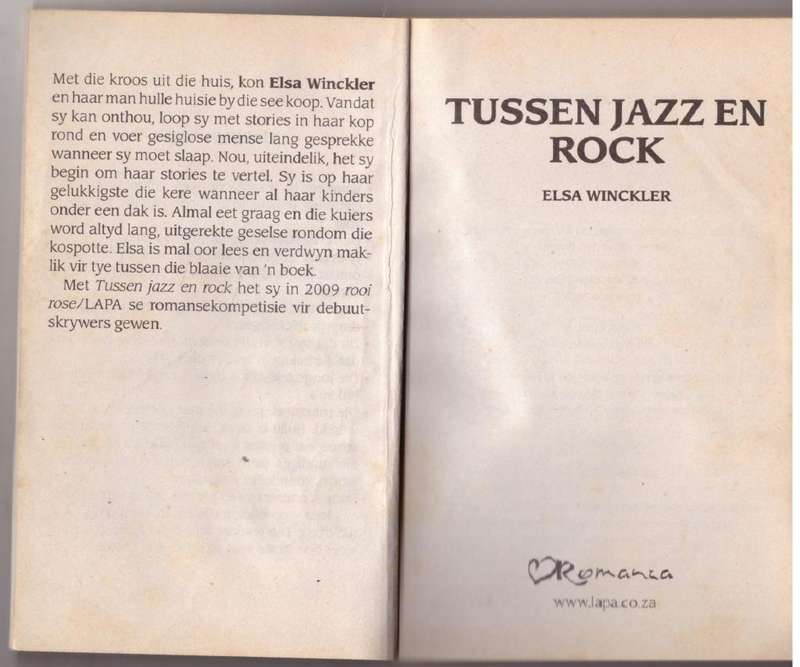 Met die kroos uit die huis, kon Elsa Winckler
en haar man hulle huisie by die see koop. Vandat
sy kan onthou, loop sy met stories in haar kop
rond en voer gesiglose mense lang gesprekke
wanneer sy moet slaap. Nou, uiteindelik, het sy
begin om haar stories te vertel. Sy is op haar
gelukkigste die kere wanneer al haar kinders
onder een dak is. Almal eet graag en die kuiers
word altyd lang, uitgerekte geselse rondom die
kospotte. Elsa is mal oor lees en verdwyn mak-
lik vir tye tussen die blaaie van 'n boek.
Met Tussen jazz en rock het sy in 2009 rooi
rose/LAPA se romansekompetisie vir debuut-
skrywers gewen.
TUSSEN JAZZ EN
ROCK
ELSA WINCKLER
Romanza
www.lapa.co.za